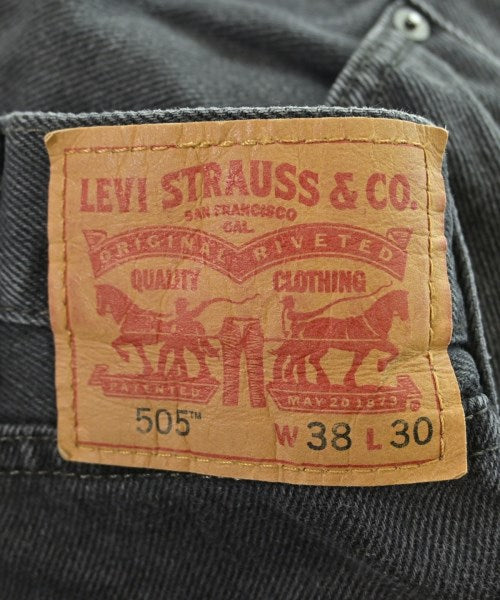 LEVI STRAUSS & CO.
SAN FRANCISCO
CAL.
ORIGINAL RIVETED
QUALITY CLOTHING
PATENTED MAY 20 1873
505™ W 38 L 30